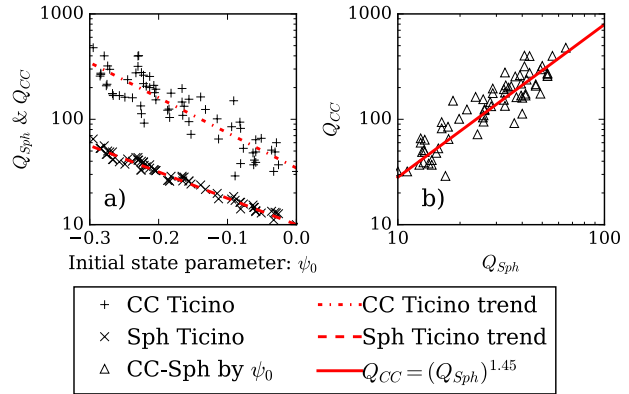 1000
100
10
Q_Sph & Q_CC
a)
−0.3 −0.2 −0.1 0.0
Initial state parameter: ψ_0
1000
100
10
Q_CC
b)
10 100
Q_Sph
CC Ticino
Sph Ticino
CC-Sph by ψ_0
CC Ticino trend
Sph Ticino trend
Q_CC = (Q_Sph)^1.45